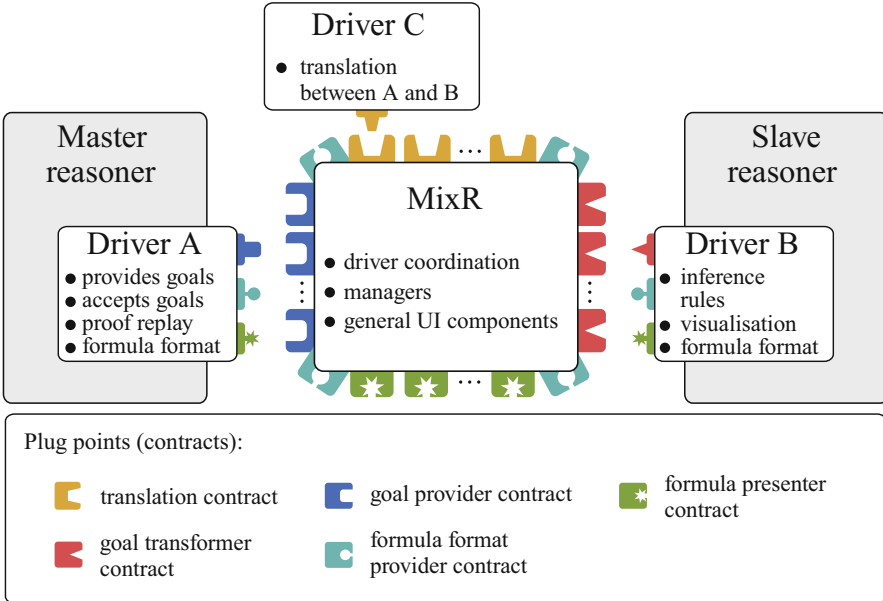 Driver C
● translation
between A and B
Master
reasoner
Slave
reasoner
MixR
● driver coordination
● managers
● general UI components
Driver A
● provides goals
● accepts goals
● proof replay
● formula format
Driver B
● inference
rules
● visualisation
● formula format
Plug points (contracts):
translation contract
goal provider contract
formula presenter
contract
goal transformer
contract
formula format
provider contract